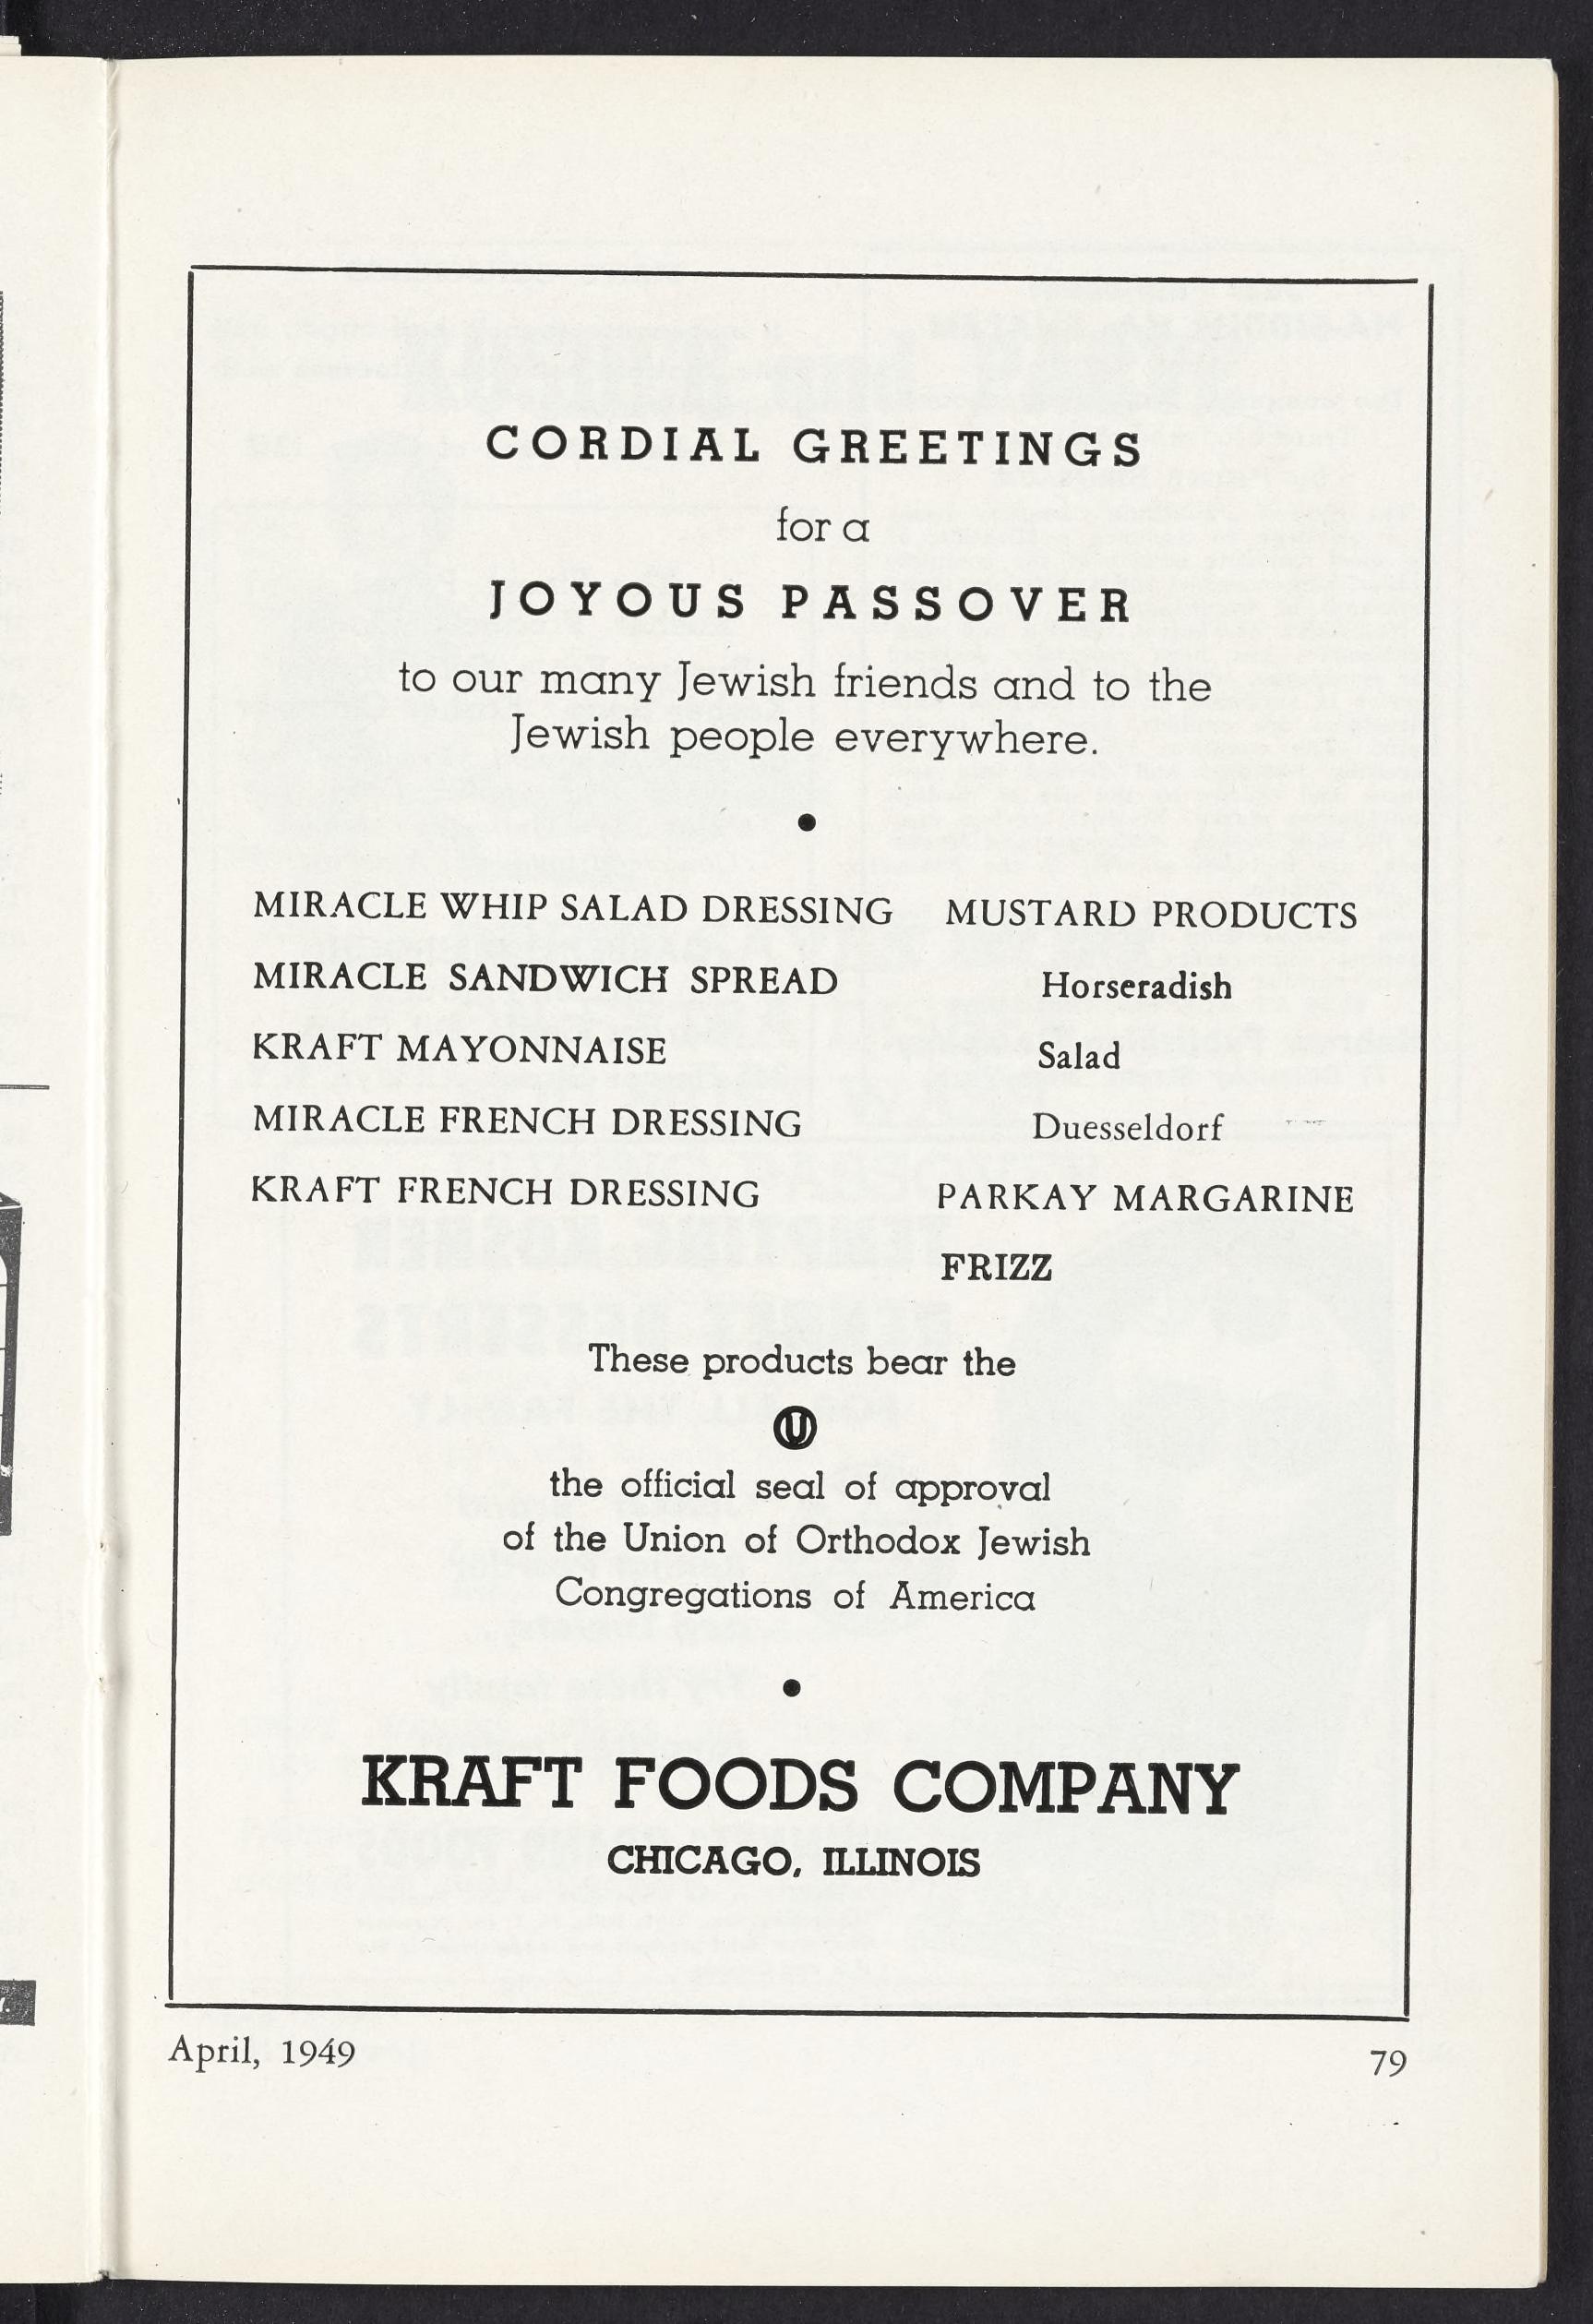 CORDIAL GREETINGS
for a
JOYOUS PASSOVER
to our many Jewish friends and to the
Jewish people everywhere.
•
MIRACLE WHIP SALAD DRESSING
MIRACLE SANDWICH SPREAD
KRAFT MAYONNAISE
MIRACLE FRENCH DRESSING
KRAFT FRENCH DRESSING
MUSTARD PRODUCTS
Horseradish
Salad
Duesseldorf
PARKAY MARGARINE
FRIZZ
These products bear the
Ⓤ
the official seal of approval
of the Union of Orthodox Jewish
Congregations of America
•
KRAFT FOODS COMPANY
CHICAGO, ILLINOIS
April, 1949
79